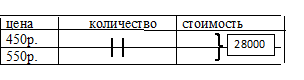 цена количество стоимость
450р. 28000
550р.